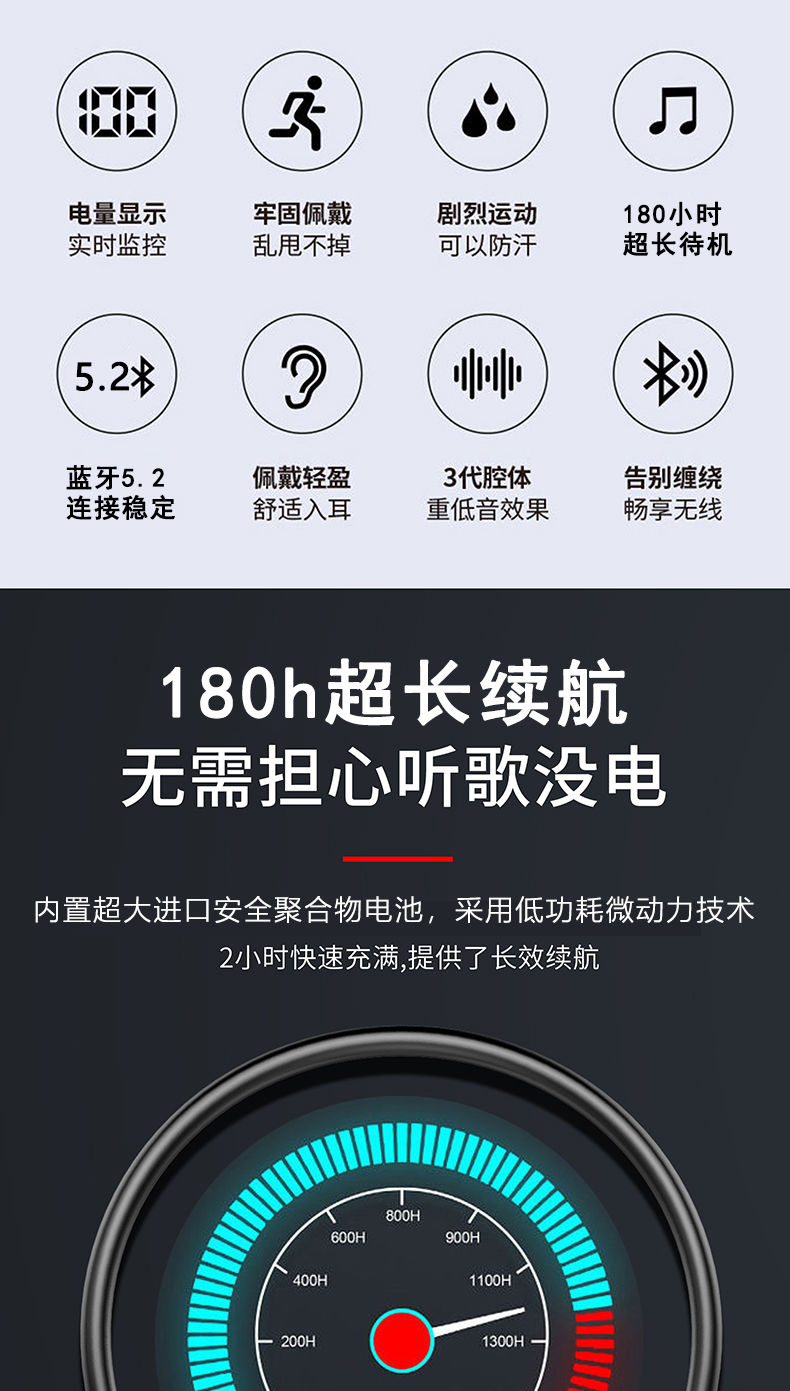 100
电量显示
实时监控
牢固佩戴
乱甩不掉
剧烈运动
可以防汗
180小时
超长待机
5.2
蓝牙5.2
连接稳定
佩戴轻盈
舒适入耳
3代腔体
重低音效果
告别缠绕
畅享无线
180h超长续航
无需担心听歌没电
内置超大进口安全聚合物电池，采用低功耗微动力技术
2小时快速充满,提供了长效续航
800H
600H
900H
400H
1100H
200H
1300H